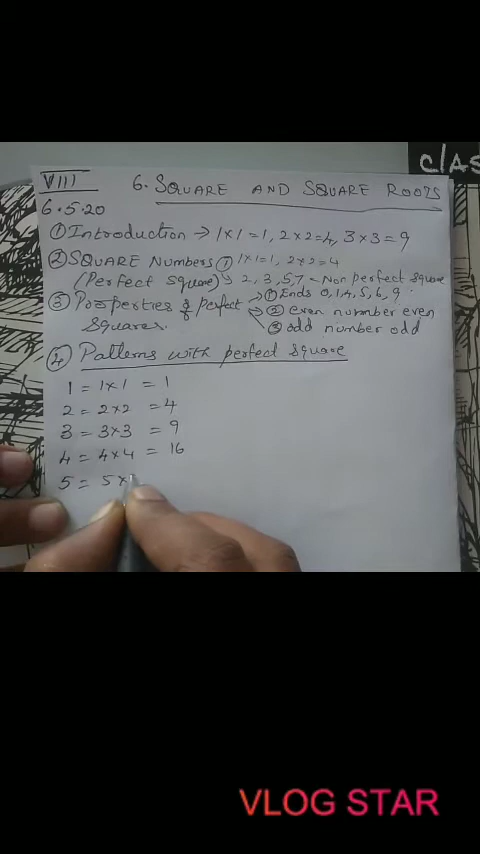 C/AS
VIII 6. SQUARE AND SQUARE ROOTS
6.5.20
① Introduction → 1×1=1, 2×2=4, 3×3=9
② SQUARE Numbers ① 1×1=1, 2×2=4
(Perfect square) 2, 3, 5, 7 - Non perfect square
③ Properties of perfect → ① Ends 0,1,4,5,6,9.
② even number even
Squares. ③ odd number odd
④ Patterns with perfect square
1 = 1×1 = 1
2 = 2×2 = 4
3 = 3×3 = 9
4 = 4×4 = 16
5 = 5×
VLOG STAR